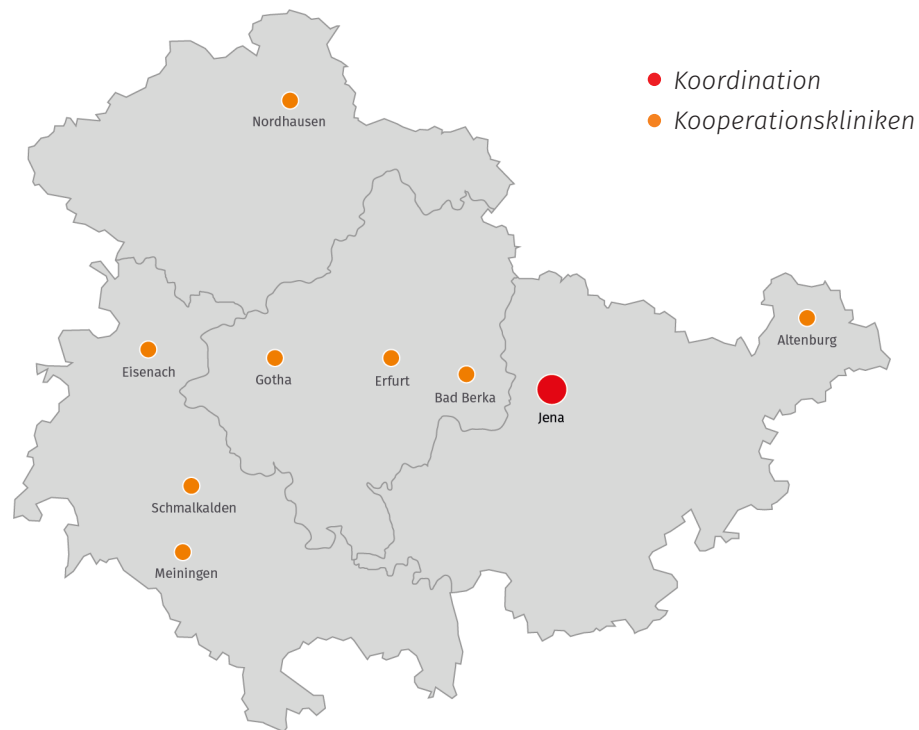 Koordination
Kooperationskliniken
Nordhausen
Altenburg
Eisenach
Gotha
Erfurt
Bad Berka
Jena
Schmalkalden
Meiningen